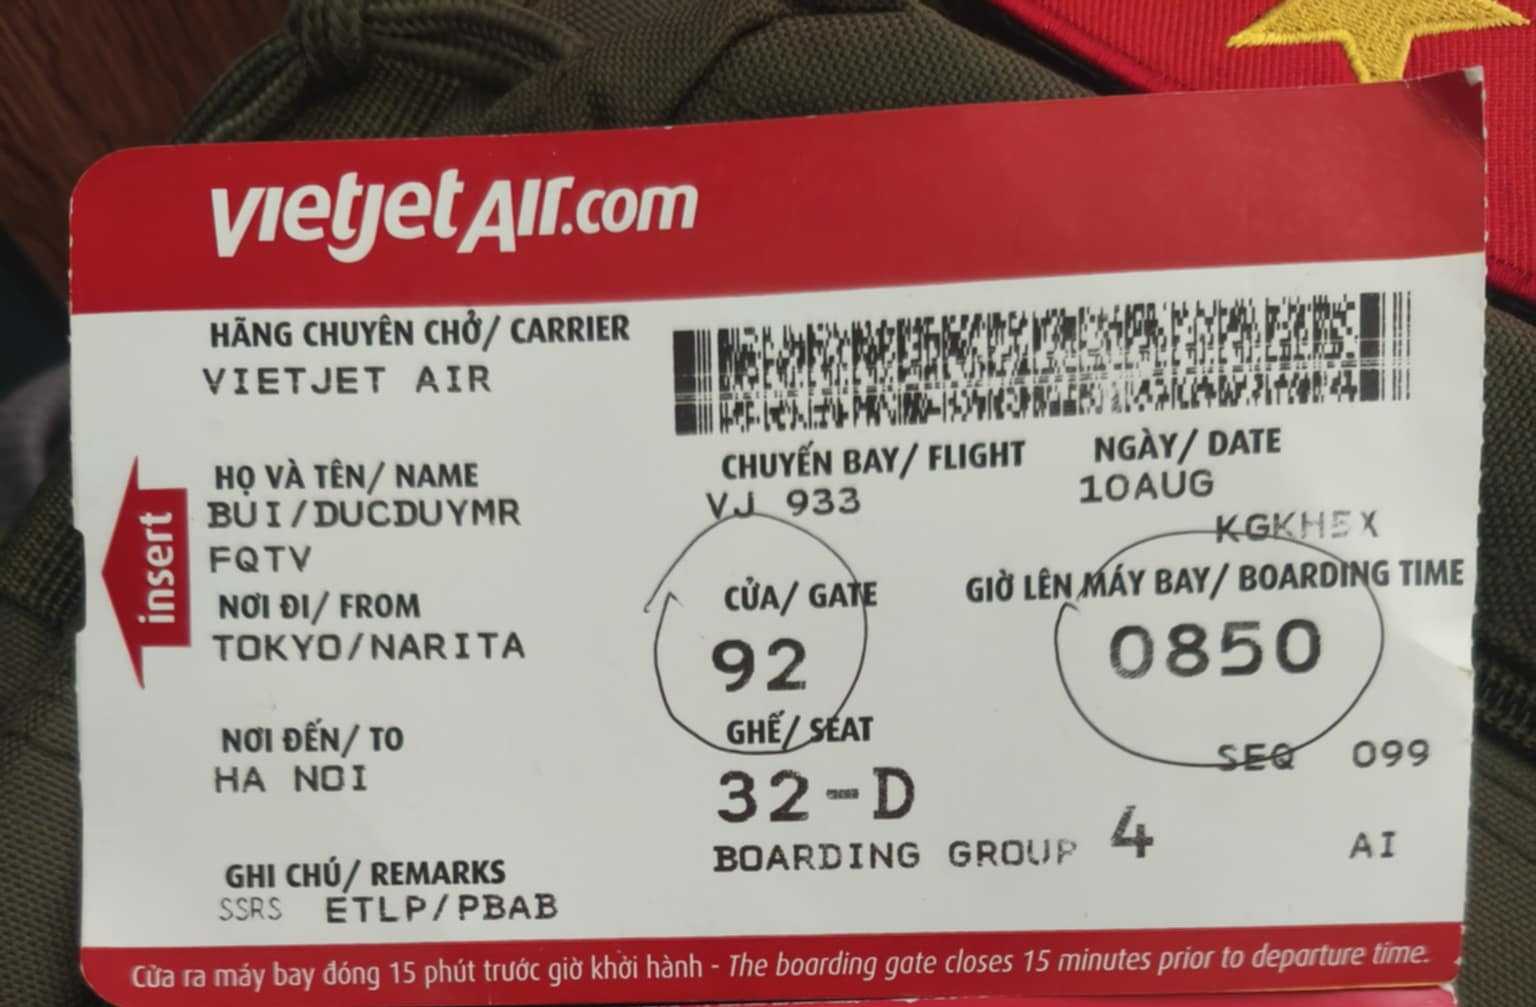 vietjetAir.com
HÃNG CHUYÊN CHỞ/ CARRIER
VIETJET AIR
HỌ VÀ TÊN/ NAME
BUI/DUCDUYMR
FQTV
NƠI ĐI/ FROM
TOKYO/NARITA
NƠI ĐẾN/ TO
HA NOI
GHI CHÚ/ REMARKS
SSRS ETLP/PBAB
insert
CHUYẾN BAY/ FLIGHT
VJ 933
NGÀY/ DATE
10AUG
KGKH5X
CỬA/ GATE
92
GIỜ LÊN MÁY BAY/ BOARDING TIME
0850
GHẾ/ SEAT
32-D
SEQ 099
BOARDING GROUP 4
AI
Cửa ra máy bay đóng 15 phút trước giờ khởi hành - The boarding gate closes 15 minutes prior to departure time.